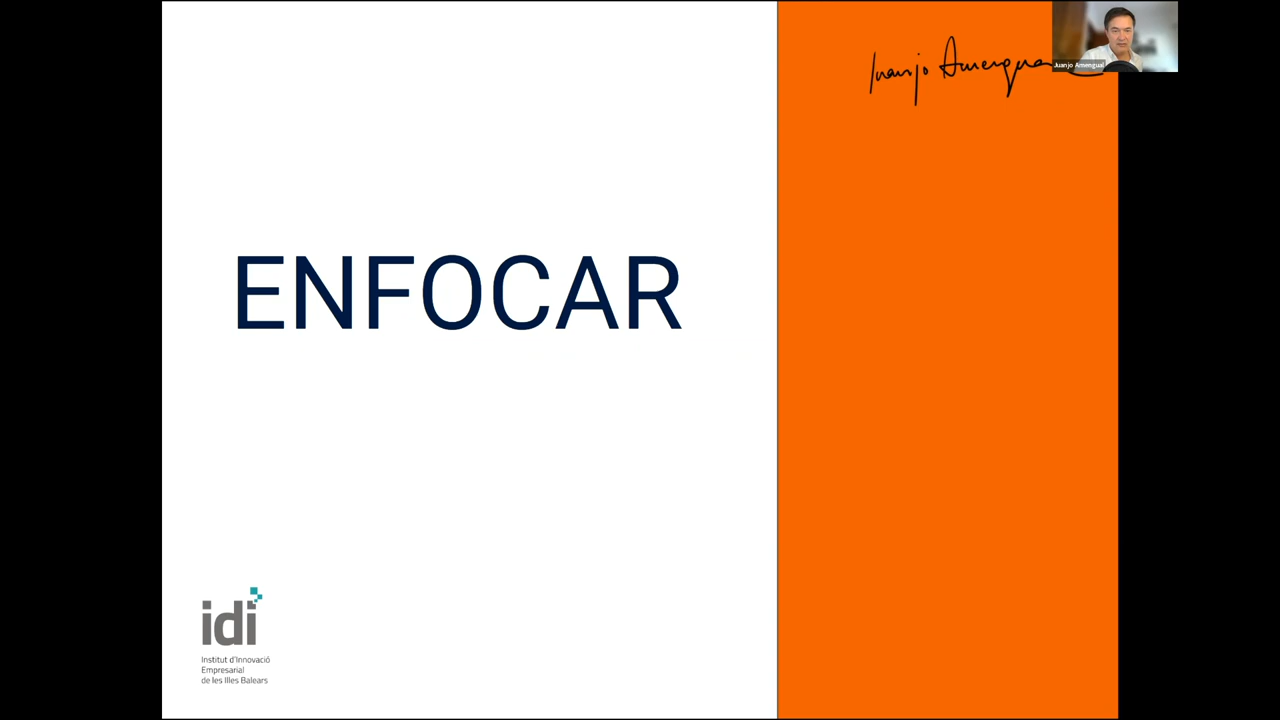 Juanjo Amengual
Juanjo Amengual
ENFOCAR
idi
Institut d'Innovació
Empresarial
de les Illes Balears